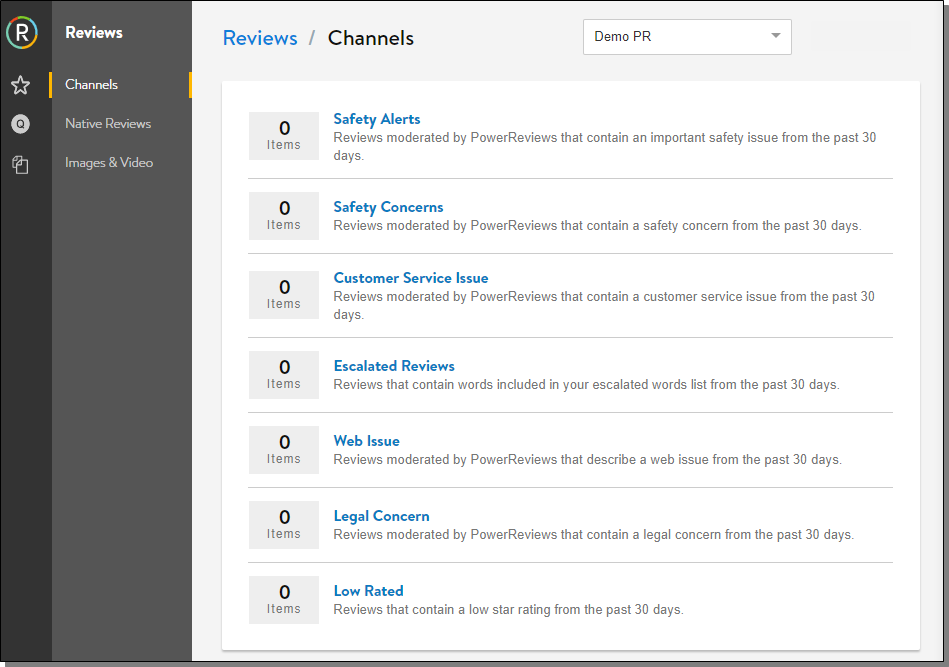 R
Reviews
Reviews / Channels
Demo PR
Channels
Q
Native Reviews
Images & Video
0
Items
Safety Alerts
Reviews moderated by PowerReviews that contain an important safety issue from the past 30
days.
0
Items
Safety Concerns
Reviews moderated by PowerReviews that contain a safety concern from the past 30 days.
0
Items
Customer Service Issue
Reviews moderated by PowerReviews that contain a customer service issue from the past 30
days.
0
Items
Escalated Reviews
Reviews that contain words included in your escalated words list from the past 30 days.
0
Items
Web Issue
Reviews moderated by PowerReviews that describe a web issue from the past 30 days.
0
Items
Legal Concern
Reviews moderated by PowerReviews that contain a legal concern from the past 30 days.
0
Items
Low Rated
Reviews that contain a low star rating from the past 30 days.